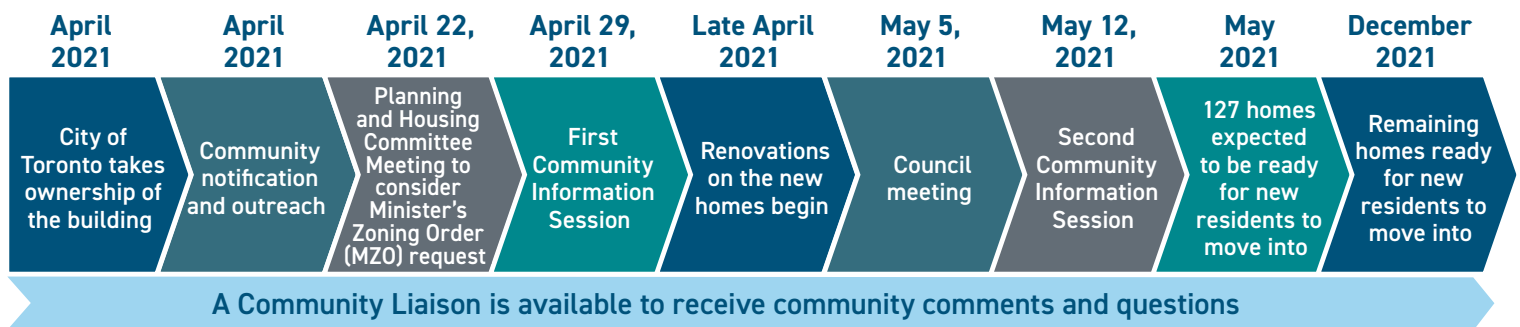 April
2021
City of
Toronto takes
ownership of
the building
April
2021
Community
notification
and outreach
April 22,
2021
Planning
and Housing
Committee
Meeting to
consider
Minister’s
Zoning Order
(MZO) request
April 29,
2021
First
Community
Information
Session
Late April
2021
Renovations
on the new
homes begin
May 5,
2021
Council
meeting
May 12,
2021
Second
Community
Information
Session
May
2021
127 homes
expected
to be ready
for new
residents to
move into
December
2021
Remaining
homes ready
for new
residents to
move into
A Community Liaison is available to receive community comments and questions